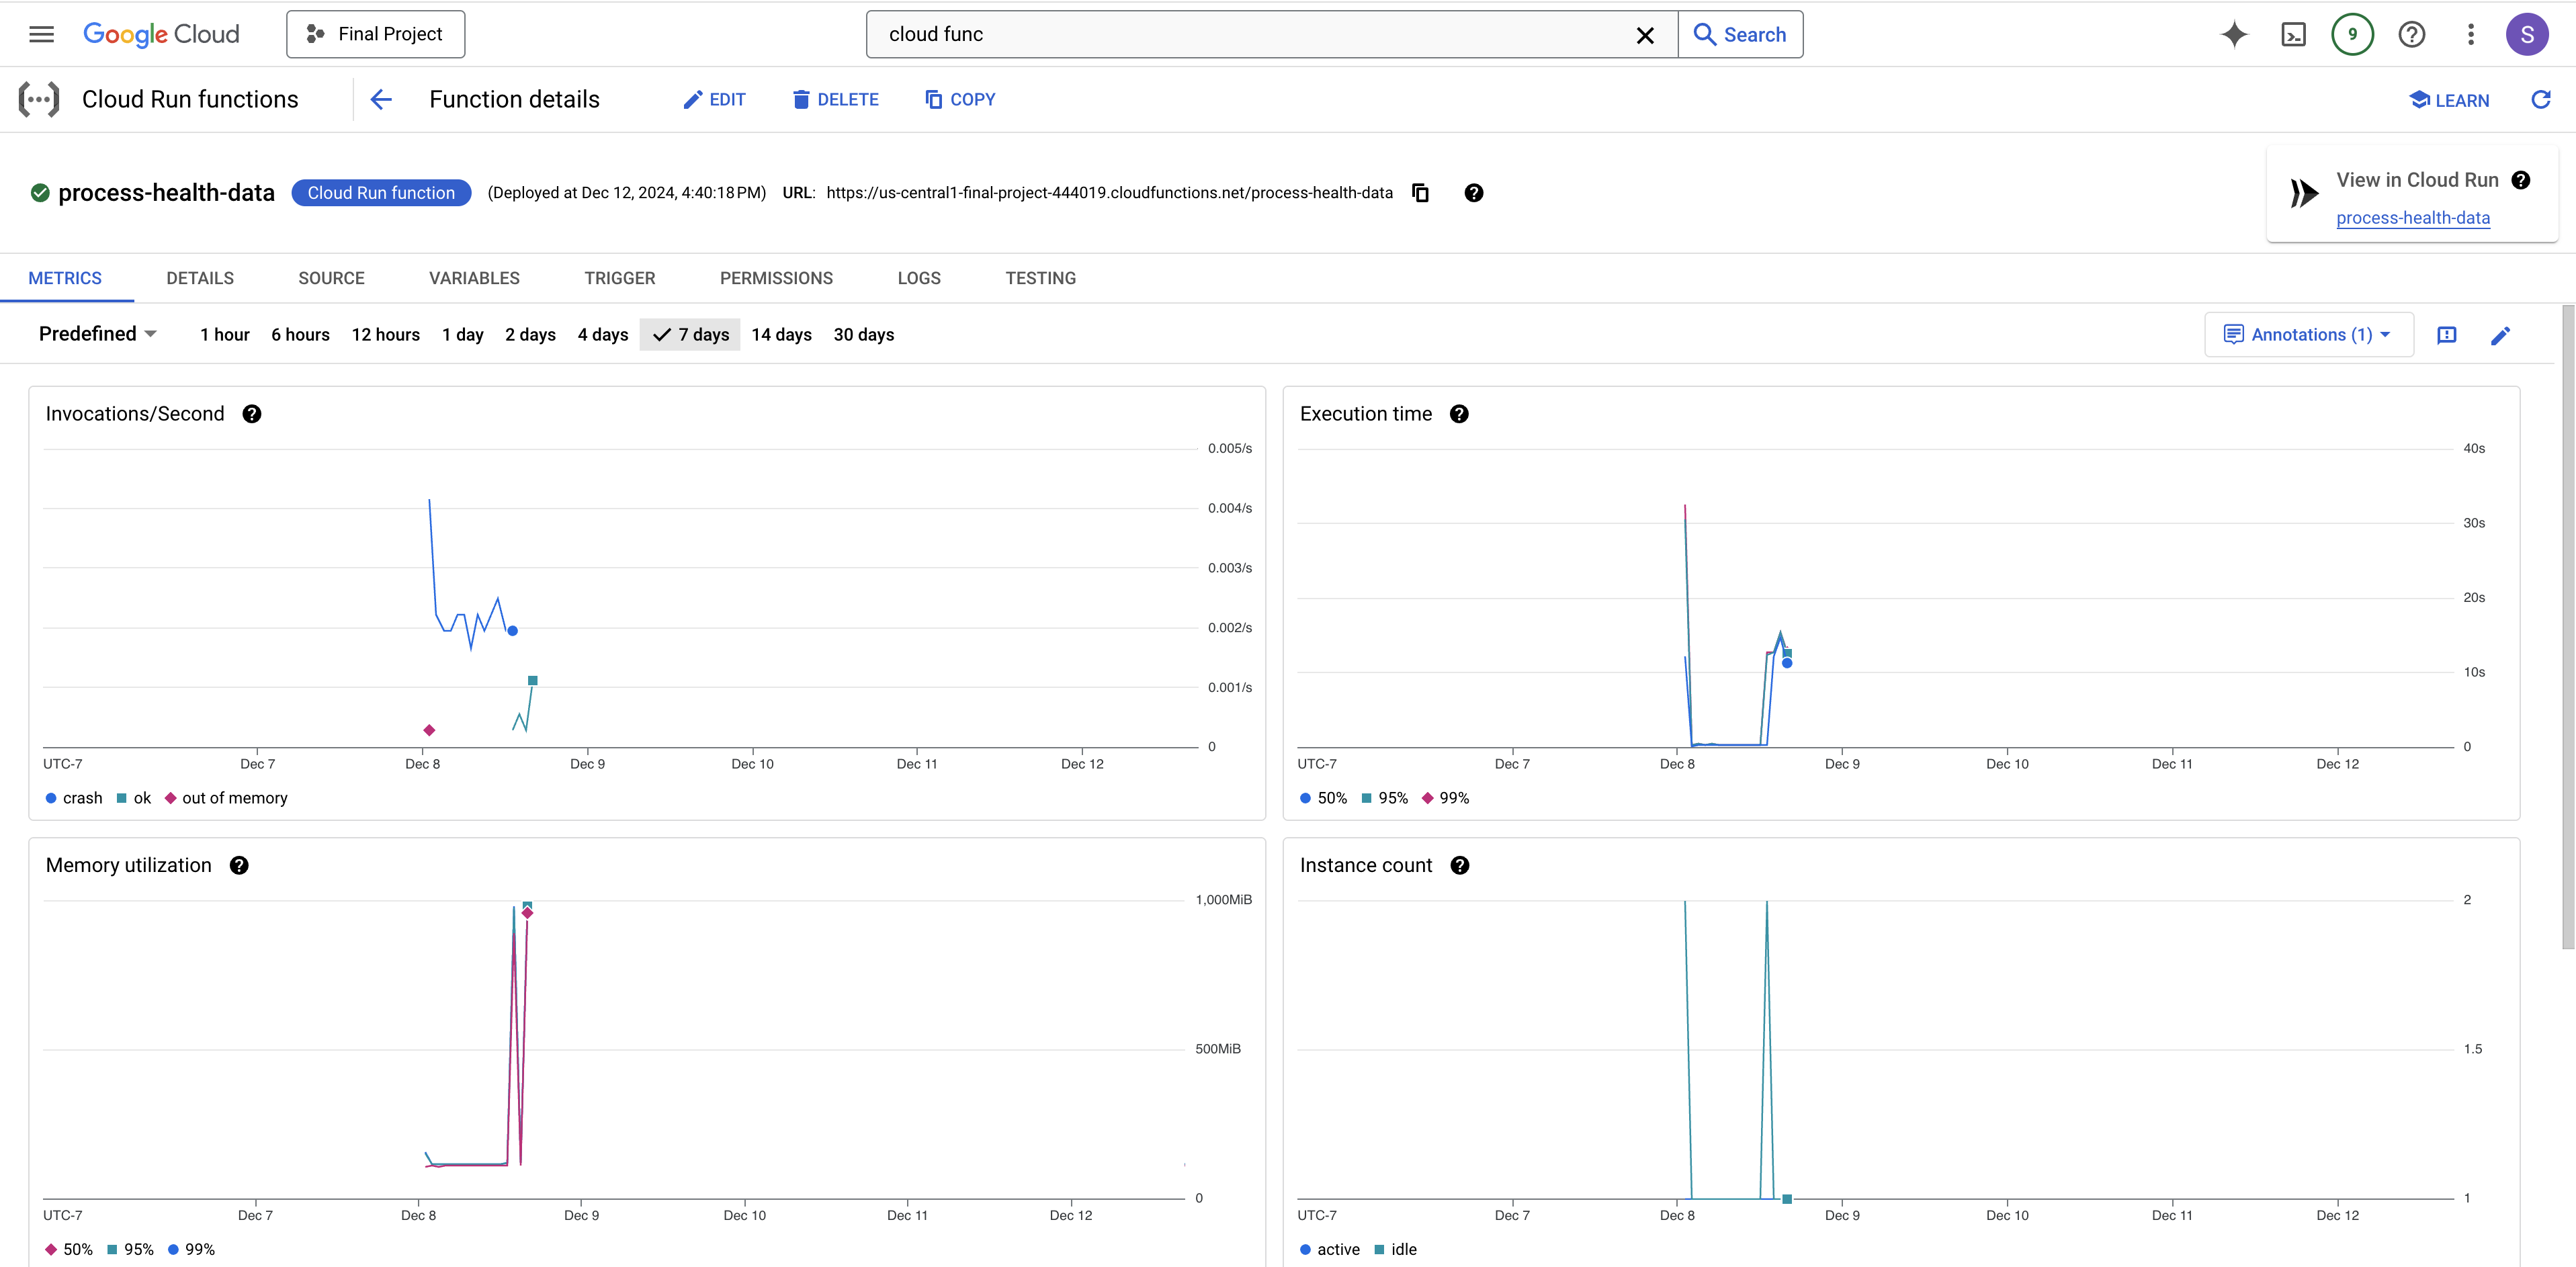 Google Cloud
Final Project
cloud func
Search
9
S
Cloud Run functions
Function details
EDIT
DELETE
COPY
LEARN
process-health-data
Cloud Run function
(Deployed at Dec 12, 2024, 4:40:18 PM)
URL: https://us-central1-final-project-444019.cloudfunctions.net/process-health-data
View in Cloud Run
process-health-data
METRICS
DETAILS
SOURCE
VARIABLES
TRIGGER
PERMISSIONS
LOGS
TESTING
Predefined
1 hour
6 hours
12 hours
1 day
2 days
4 days
7 days
14 days
30 days
Annotations (1)
Invocations/Second
0.005/s
0.004/s
0.003/s
0.002/s
0.001/s
0
UTC-7
Dec 7
Dec 8
Dec 9
Dec 10
Dec 11
Dec 12
crash
ok
out of memory
Execution time
40s
30s
20s
10s
0
UTC-7
Dec 7
Dec 8
Dec 9
Dec 10
Dec 11
Dec 12
50%
95%
99%
Memory utilization
1,000MiB
500MiB
0
UTC-7
Dec 7
Dec 8
Dec 9
Dec 10
Dec 11
Dec 12
50%
95%
99%
Instance count
2
1.5
1
UTC-7
Dec 7
Dec 8
Dec 9
Dec 10
Dec 11
Dec 12
active
idle